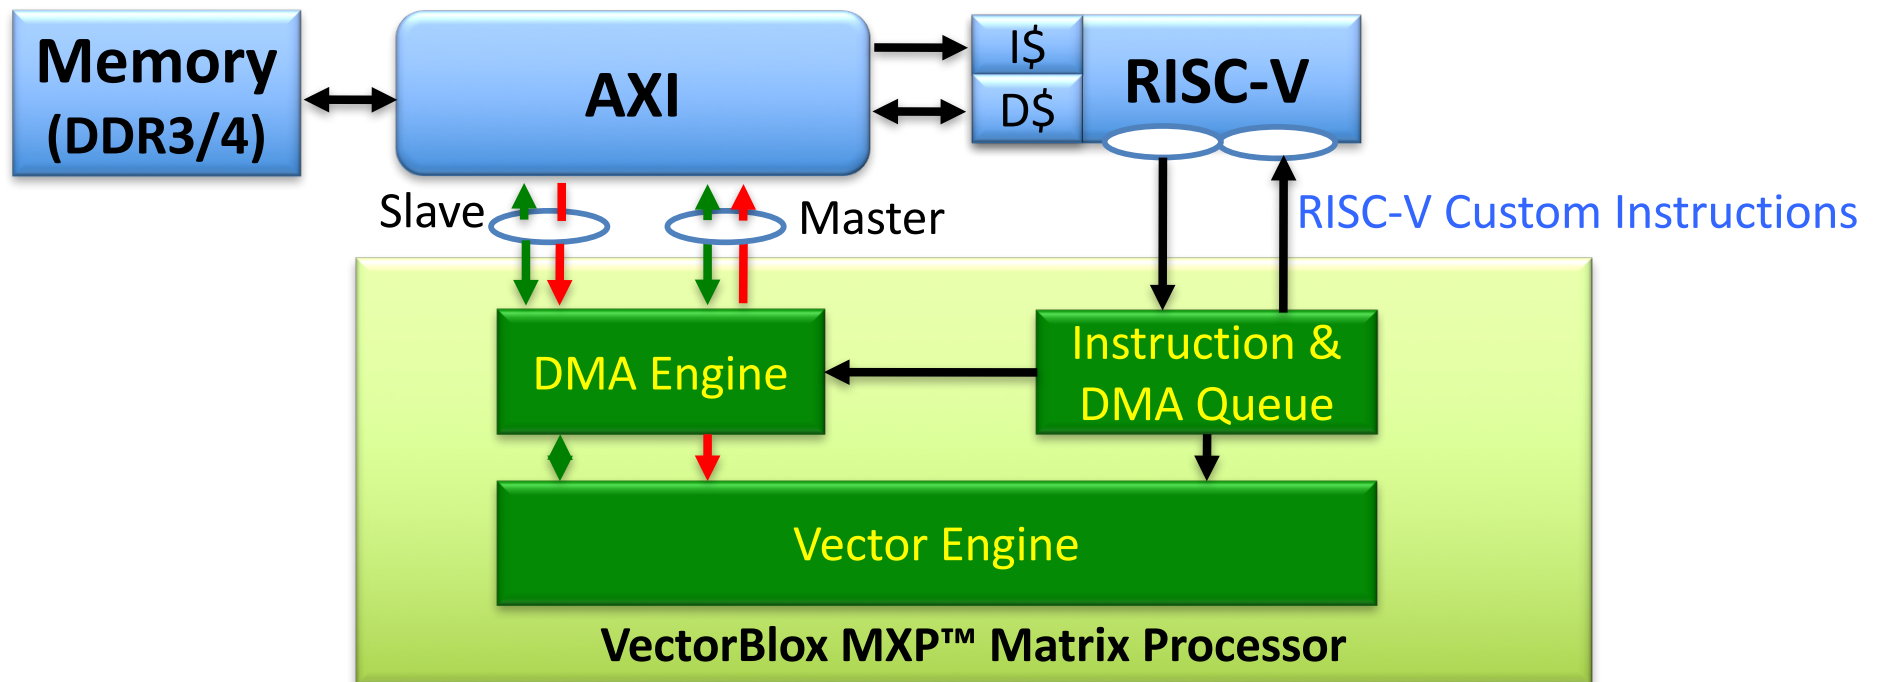 Memory
(DDR3/4)
AXI
I$
D$
RISC-V
Slave
Master
RISC-V Custom Instructions
DMA Engine
Instruction &
DMA Queue
Vector Engine
VectorBlox MXP™ Matrix Processor